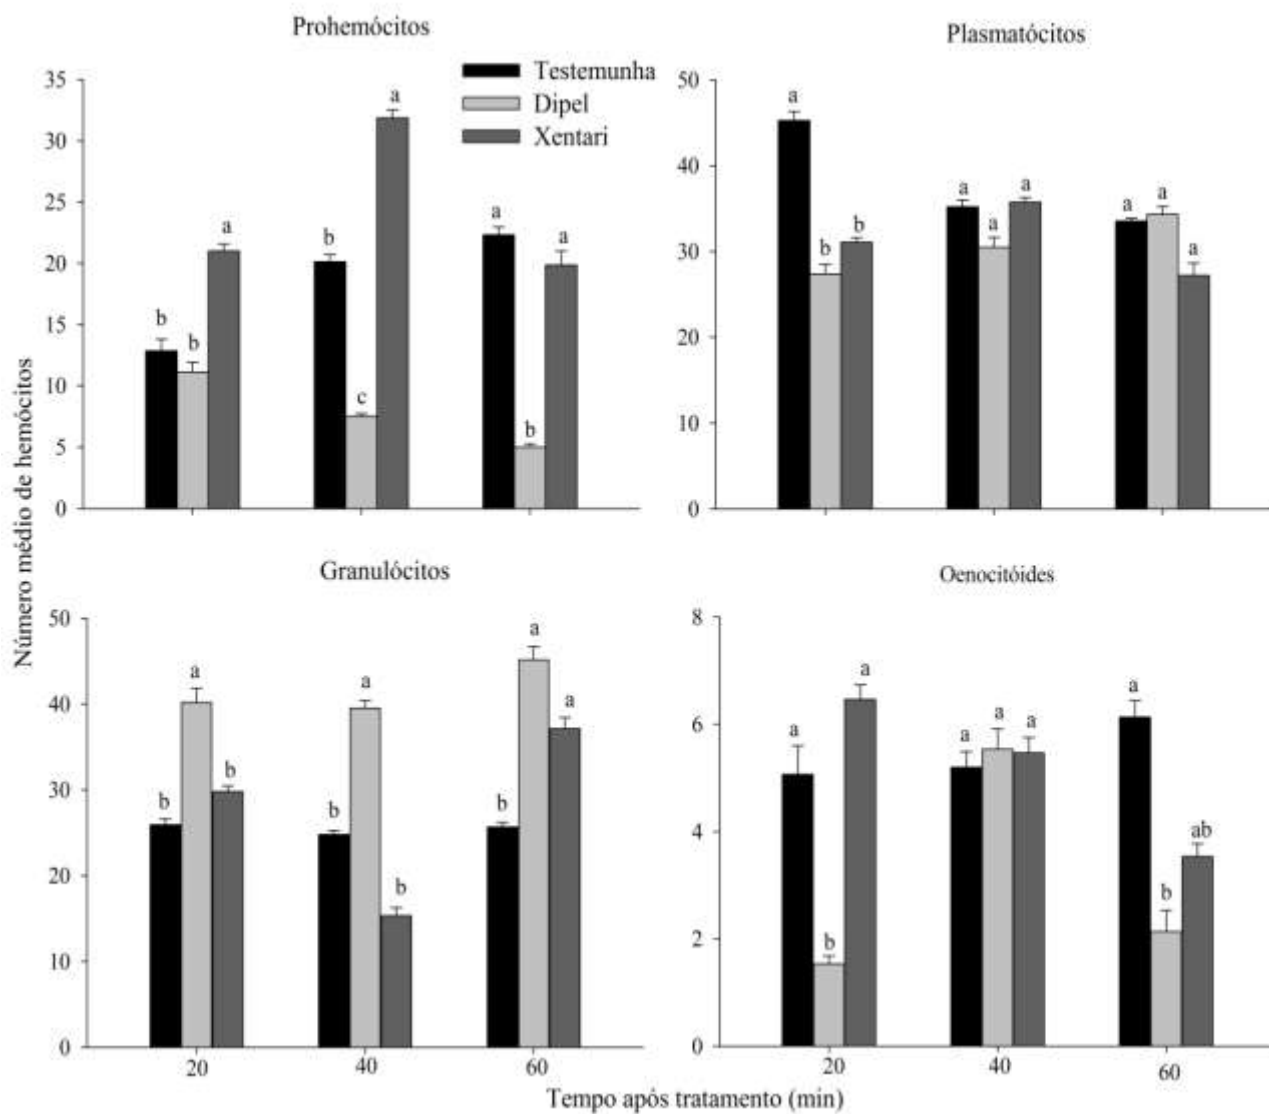 Prohemócitos
Plasmatócitos
Testemunha
Dipel
Xentari
35
30
25
20
15
10
5
0
b
b
a
b
c
a
a
b
a
50
40
30
20
10
0
a
b
b
a
a
a
a
a
a
Número médio de hemócitos
Granulócitos
Oenocitóides
50
40
30
20
10
0
b
a
b
b
a
b
b
a
a
20
40
60
8
6
4
2
0
a
b
a
a
a
a
a
b
ab
20
40
60
Tempo após tratamento (min)